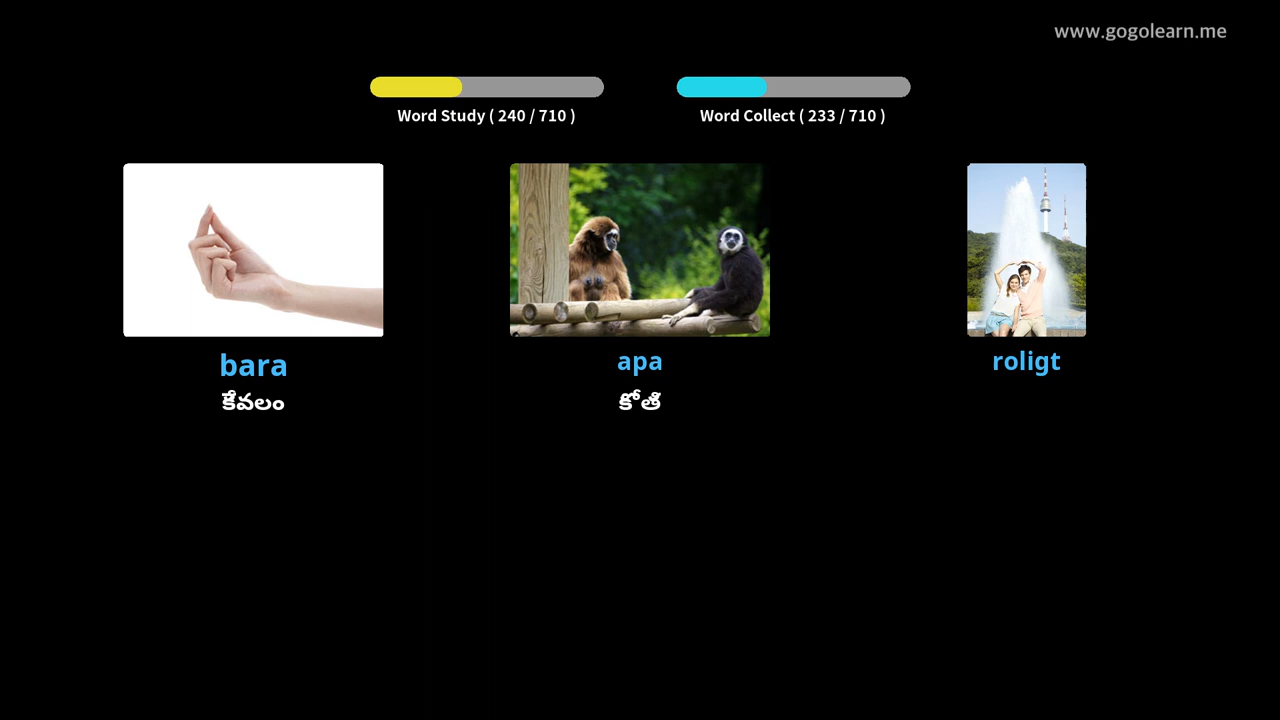 www.gogolearn.me
Word Study ( 240 / 710 )
Word Collect ( 233 / 710 )
bara
కేవలం
apa
కోతి
roligt